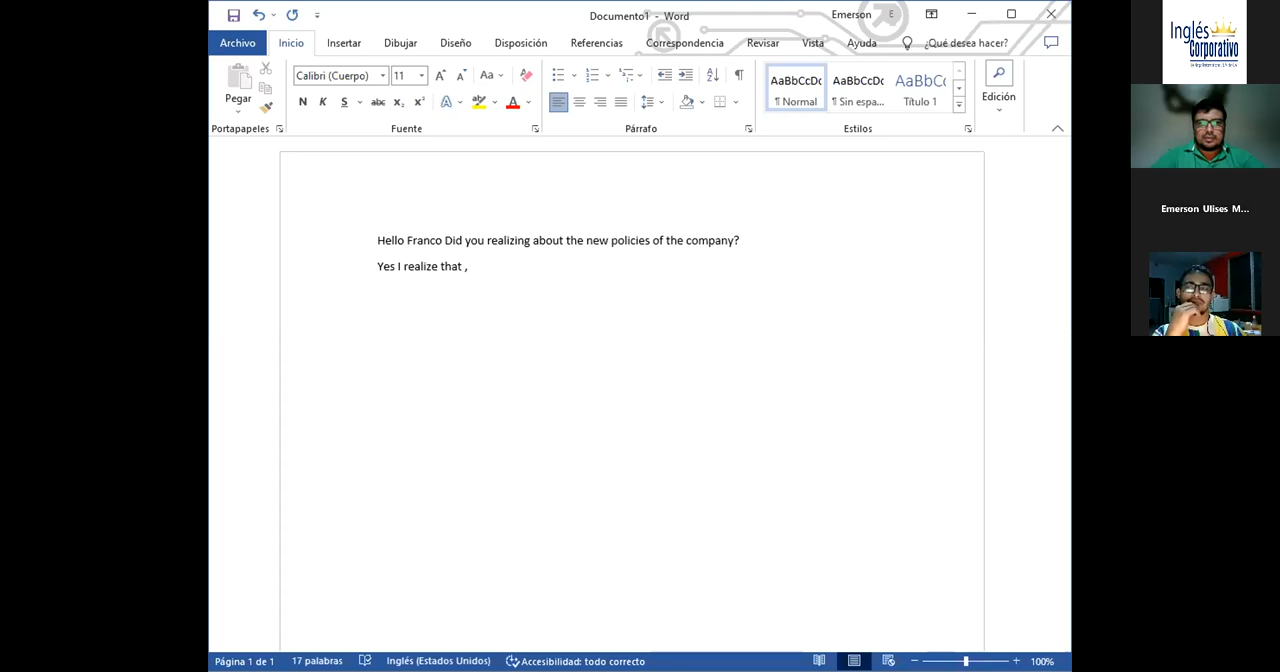 Documento1 - Word
Emerson
E
Archivo
Inicio
Insertar
Dibujar
Diseño
Disposición
Referencias
Correspondencia
Revisar
Vista
Ayuda
¿Qué desea hacer?
Pegar
Calibri (Cuerpo)
11
Aa
N K S abc x₂ x²
AaBbCcDc
AaBbCcDc
AaBbCc
¶ Normal
¶ Sin espa...
Título 1
Edición
Portapapeles
Fuente
Párrafo
Estilos
Hello Franco Did you realizing about the new policies of the company?
Yes I realize that ,
Página 1 de 1
17 palabras
Inglés (Estados Unidos)
Accesibilidad: todo correcto
100%
Inglés
Corporativo
Emerson Ulises M...